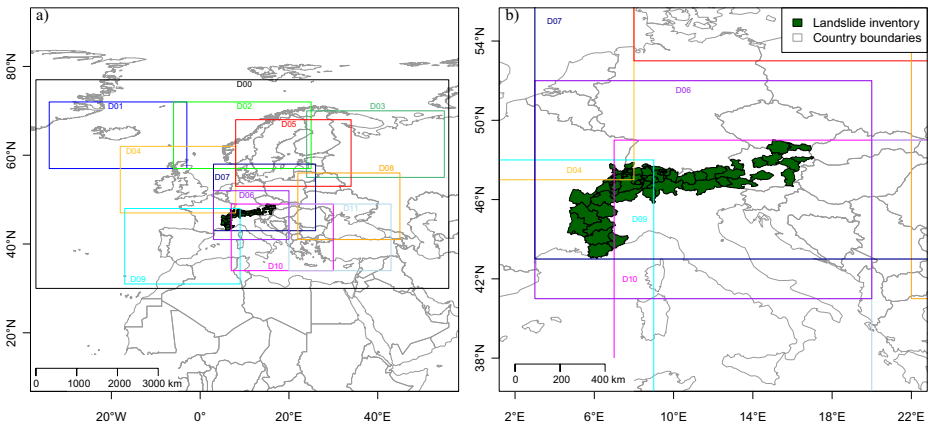 a)
80°N
60°N
40°N
20°N
D00
D01
D02
D03
D04
D05
D07
D08
D06
D11
D09
D10
0 1000 3000 km
20°W 0° 20°E 40°E
b)
D07
Landslide inventory
Country boundaries
54°N
50°N
46°N
42°N
38°N
D06
D04
D09
D10
0 200 400 km
2°E 6°E 10°E 14°E 18°E 22°E